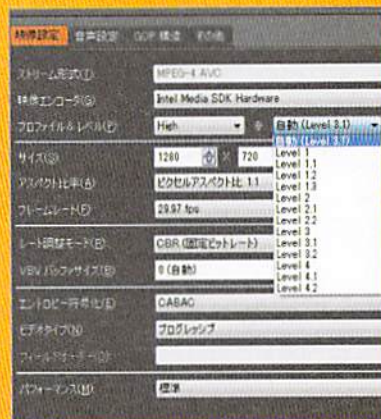 映像設定 音声設定 GOP 構造 その他
ストリーム形式(T) MPEG-4 AVC
映像エンコーダ(G) Intel Media SDK Hardware
プロファイル&レベル(P) High 自動 (Level 3.1)
自動 (Level 3.1)
Level 1
Level 1.1
Level 1.2
Level 1.3
Level 2
Level 2.1
Level 2.2
Level 3
Level 3.1
Level 3.2
Level 4
Level 4.1
Level 4.2
サイズ(S) 1280 × 720
アスペクト比率(A) ピクセルアスペクト比 1:1
フレームレート(F) 29.97 fps
レート調整モード(R) CBR (固定ビットレート)
VBV バッファサイズ(B) 0 (自動)
エントロピー符号化(E) CABAC
ビデオタイプ(N) プログレッシブ
フィールドオーダー(D)
パフォーマンス(M) 標準